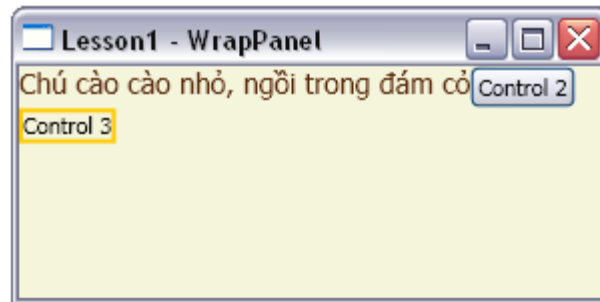 Lesson1 - WrapPanel
Chú cào cào nhỏ, ngồi trong đám cỏ Control 2
Control 3